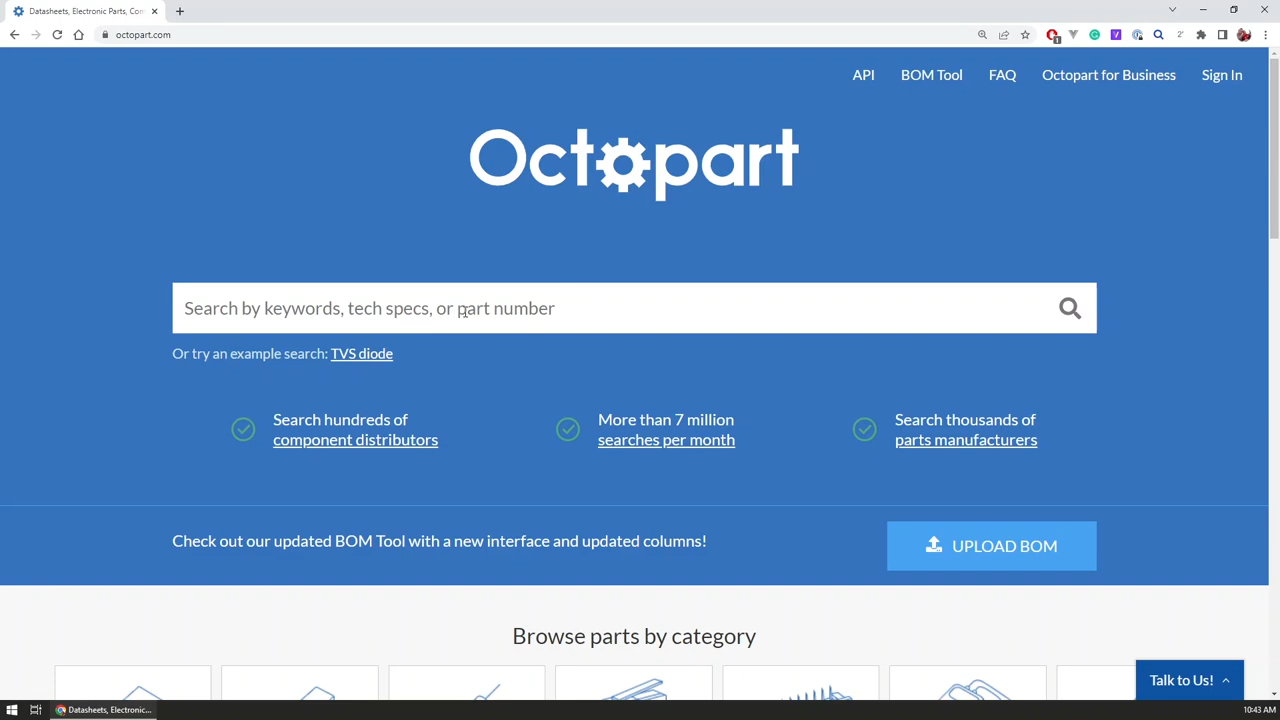 Datasheets, Electronic Parts, Co
octopart.com
1
API
BOM Tool
FAQ
Octopart for Business
Sign In
Octopart
Search by keywords, tech specs, or part number
Or try an example search: TVS diode
Search hundreds of
component distributors
More than 7 million
searches per month
Search thousands of
parts manufacturers
Check out our updated BOM Tool with a new interface and updated columns!
UPLOAD BOM
Browse parts by category
Talk to Us!
Datasheets, Electronic...
10:43 AM